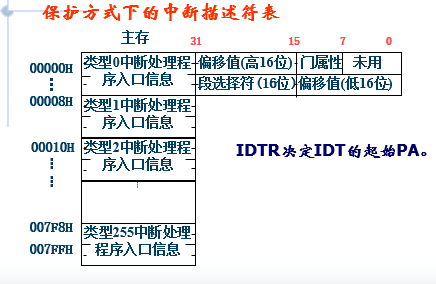 保护方式下的中断描述符表
主存
31 15 7 0
00000H 类型0中断处理程序入口信息 偏移值(高16位) 门属性 未用
段选择符(16位) 偏移值(低16位)
00008H 类型1中断处理程序入口信息
00010H 类型2中断处理程序入口信息
IDTR决定IDT的起始PA。
007F8H 类型255中断处理
007FFH 程序入口信息